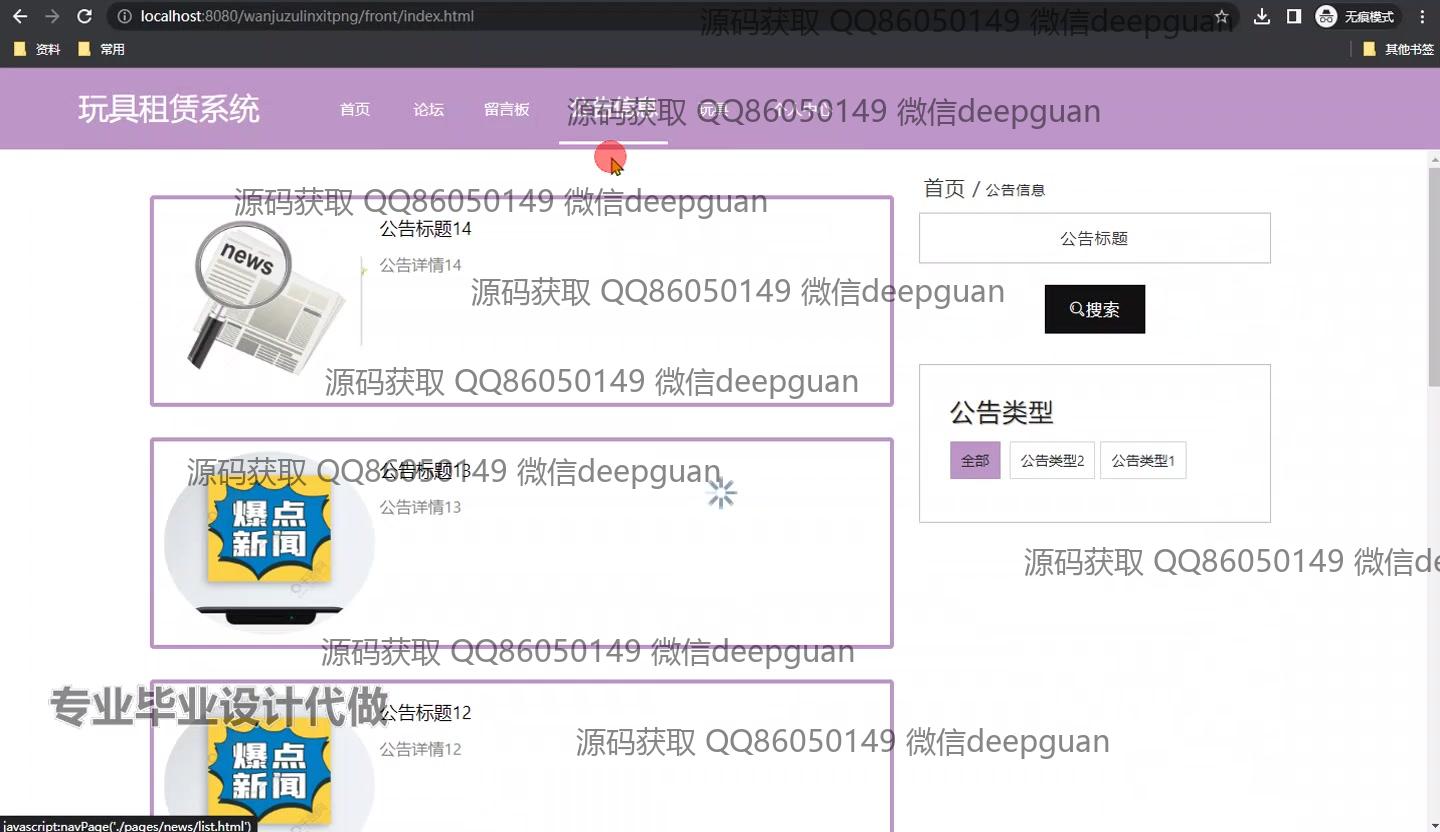 localhost:8080/wanjuzulinxitpng/front/index.html
源码获取 QQ86050149 微信deepguan
无痕模式
资料
常用
其他书签
玩具租赁系统
首页
论坛
留言板
公告信息
玩具
个人中心
源码获取 QQ86050149 微信deepguan
首页 / 公告信息
源码获取 QQ86050149 微信deepguan
news
公告标题14
公告详情14
公告标题
源码获取 QQ86050149 微信deepguan
搜索
源码获取 QQ86050149 微信deepguan
公告类型
全部
公告类型2
公告类型1
源码获取 QQ86050149 微信deepguan
公告标题13
公告详情13
爆点
新闻
源码获取 QQ86050149 微信de
源码获取 QQ86050149 微信deepguan
专业毕业设计代做
公告标题12
公告详情12
爆点
新闻
源码获取 QQ86050149 微信deepguan
javascript:navPage('./pages/news/list.html')